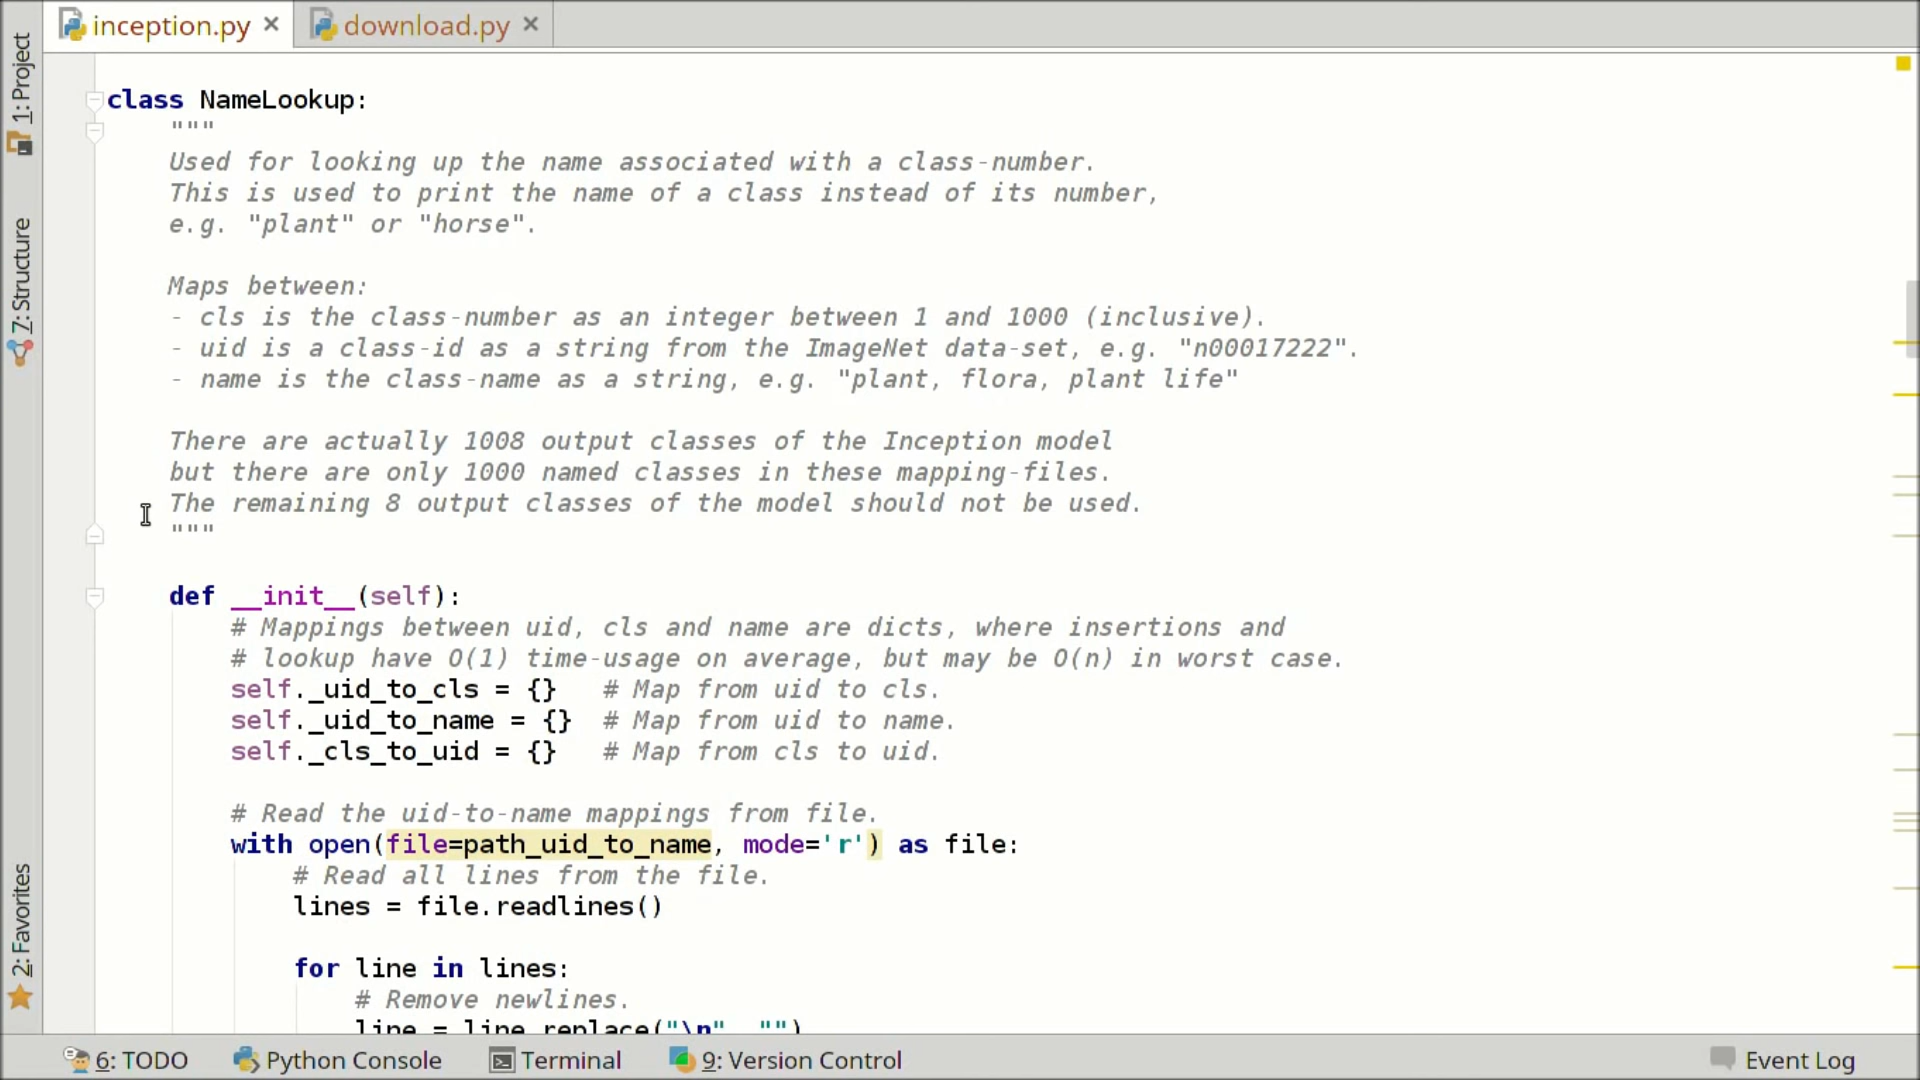 inception.py
download.py
1: Project
7: Structure
2: Favorites
class NameLookup:
"""
Used for looking up the name associated with a class-number.
This is used to print the name of a class instead of its number,
e.g. "plant" or "horse".
Maps between:
- cls is the class-number as an integer between 1 and 1000 (inclusive).
- uid is a class-id as a string from the ImageNet data-set, e.g. "n00017222".
- name is the class-name as a string, e.g. "plant, flora, plant life"
There are actually 1008 output classes of the Inception model
but there are only 1000 named classes in these mapping-files.
The remaining 8 output classes of the model should not be used.
"""
def __init__(self):
# Mappings between uid, cls and name are dicts, where insertions and
# lookup have O(1) time-usage on average, but may be O(n) in worst case.
self._uid_to_cls = {}   # Map from uid to cls.
self._uid_to_name = {}  # Map from uid to name.
self._cls_to_uid = {}   # Map from cls to uid.
# Read the uid-to-name mappings from file.
with open(file=path_uid_to_name, mode='r') as file:
# Read all lines from the file.
lines = file.readlines()
for line in lines:
# Remove newlines.
line = line.replace("\n", "")
6: TODO
Python Console
Terminal
9: Version Control
Event Log